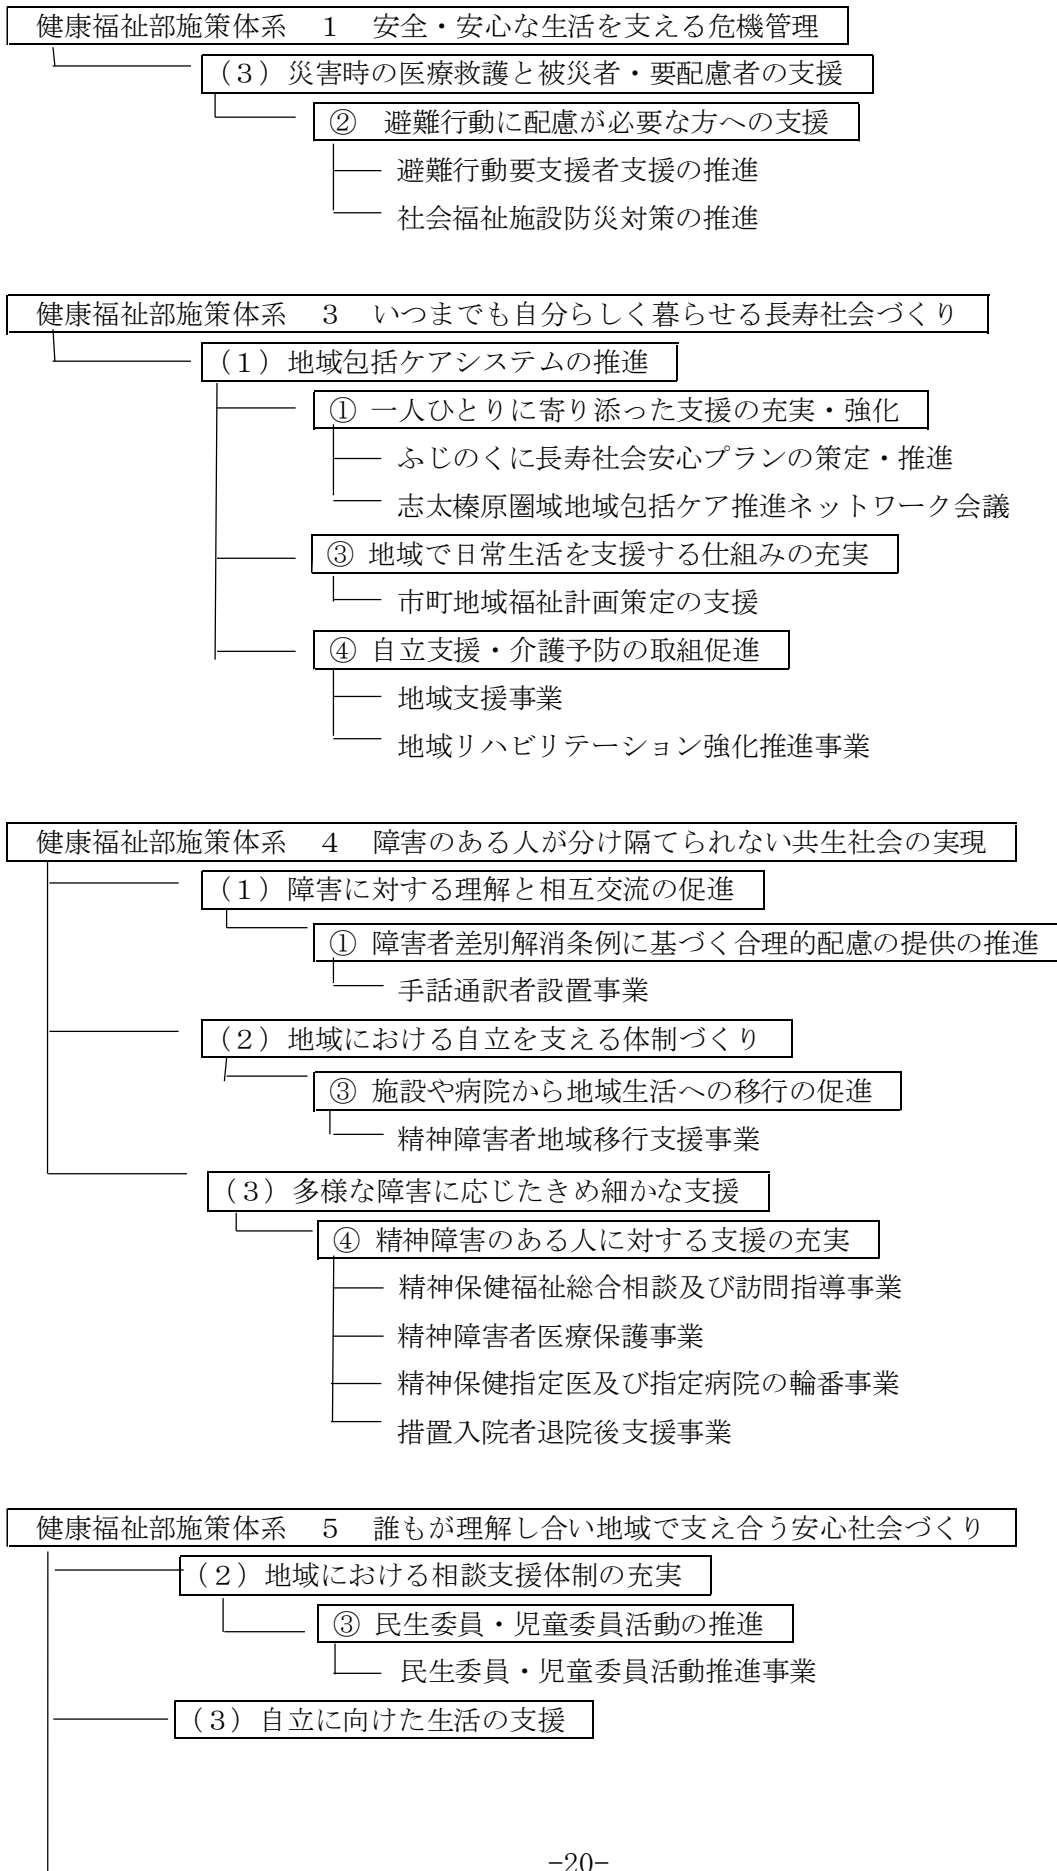 健康福祉部施策体系　１　安全・安心な生活を支える危機管理
（３）災害時の医療救護と被災者・要配慮者の支援
②　避難行動に配慮が必要な方への支援
避難行動要支援者支援の推進
社会福祉施設防災対策の推進
健康福祉部施策体系　３　いつまでも自分らしく暮らせる長寿社会づくり
（１）地域包括ケアシステムの推進
① 一人ひとりに寄り添った支援の充実・強化
ふじのくに長寿社会安心プランの策定・推進
志太榛原圏域地域包括ケア推進ネットワーク会議
③ 地域で日常生活を支援する仕組みの充実
市町地域福祉計画策定の支援
④ 自立支援・介護予防の取組促進
地域支援事業
地域リハビリテーション強化推進事業
健康福祉部施策体系　４　障害のある人が分け隔てられない共生社会の実現
（１）障害に対する理解と相互交流の促進
① 障害者差別解消条例に基づく合理的配慮の提供の推進
手話通訳者設置事業
（２）地域における自立を支える体制づくり
③ 施設や病院から地域生活への移行の促進
精神障害者地域移行支援事業
（３）多様な障害に応じたきめ細かな支援
④ 精神障害のある人に対する支援の充実
精神保健福祉総合相談及び訪問指導事業
精神障害者医療保護事業
精神保健指定医及び指定病院の輪番事業
措置入院者退院後支援事業
健康福祉部施策体系　５　誰もが理解し合い地域で支え合う安心社会づくり
（２）地域における相談支援体制の充実
③ 民生委員・児童委員活動の推進
民生委員・児童委員活動推進事業
（３）自立に向けた生活の支援
-20-